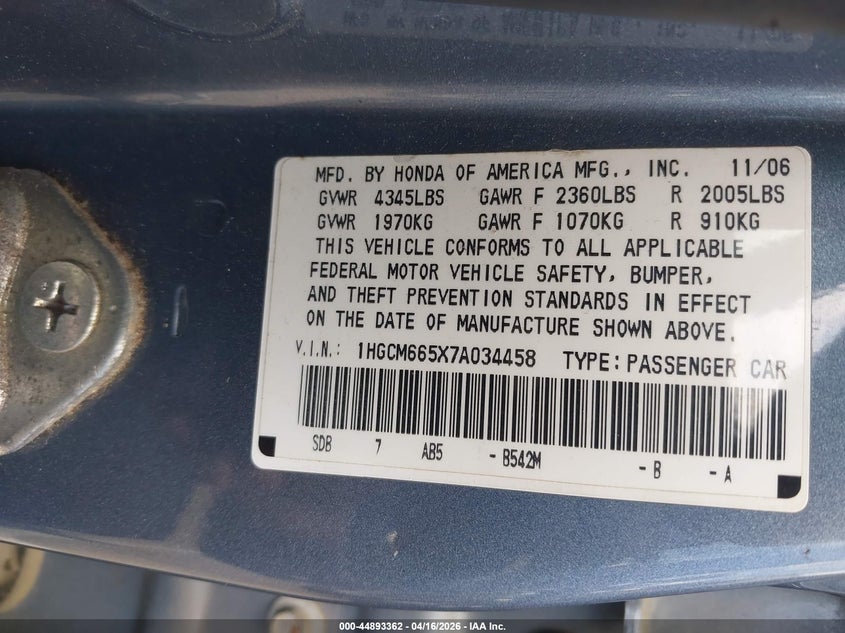 MFD. BY HONDA OF AMERICA MFG., INC. 11/06
GVWR 4345LBS GAWR F 2360LBS R 2005LBS
GVWR 1970KG GAWR F 1070KG R 910KG
THIS VEHICLE CONFORMS TO ALL APPLICABLE
FEDERAL MOTOR VEHICLE SAFETY, BUMPER,
AND THEFT PREVENTION STANDARDS IN EFFECT
ON THE DATE OF MANUFACTURE SHOWN ABOVE.
V.I.N.: 1HGCM665X7A034458 TYPE: PASSENGER CAR
SDB 7 AB5 - B542M - B - A
000-44893362 - 04/16/2026 - IAA Inc.